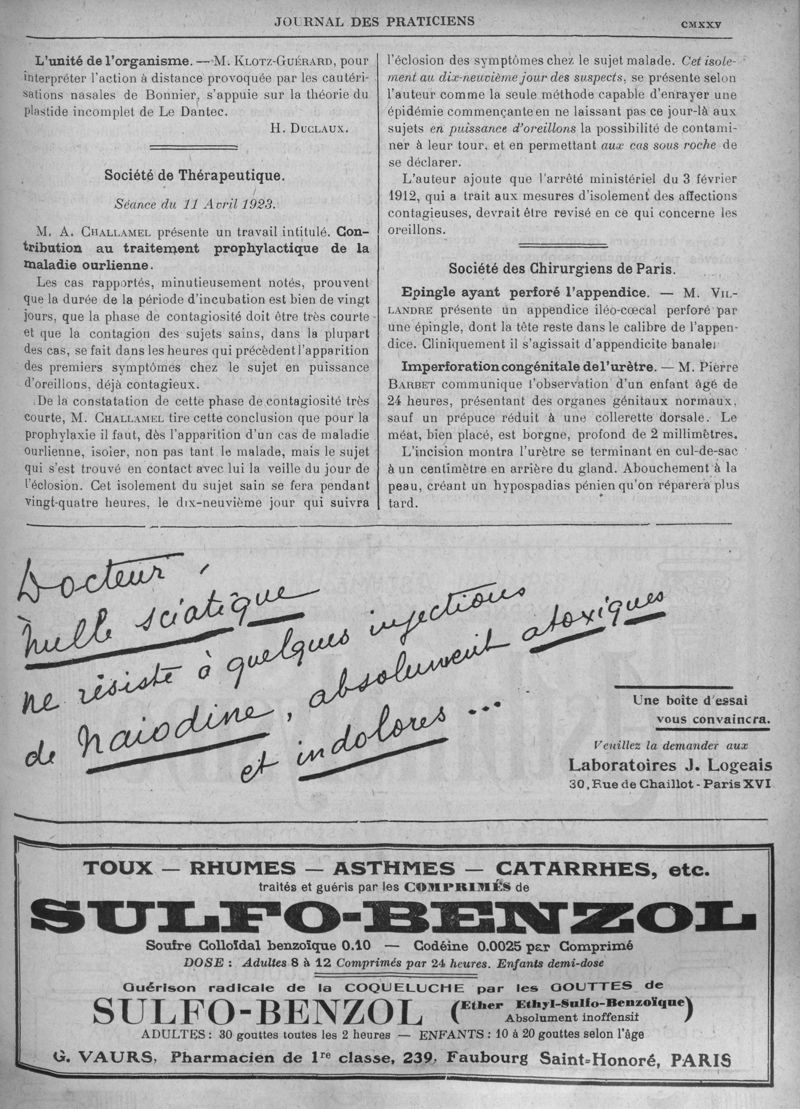 JOURNAL DES PRATICIENS
CMXXV
L'unité de l'organisme. — M. KLOTZ-GUÉRARD, pour
interpréter l'action à distance provoquée par les cautéri-
sations nasales de Bonnier, s'appuie sur la théorie du
plastide incomplet de Le Dantec.
H. DUCLAUX.
Société de Thérapeutique.
Séance du 11 Avril 1923.
M. A. CHALLAMEL présente un travail intitulé. Con-
tribution au traitement prophylactique de la
maladie ourlienne.
Les cas rapportés, minutieusement notés, prouvent
que la durée de la période d'incubation est bien de vingt
jours, que la phase de contagiosité doit être très courte
et que la contagion des sujets sains, dans la plupart
des cas, se fait dans les heures qui précèdent l'apparition
des premiers symptômes chez le sujet en puissance
d'oreillons, déjà contagieux.
De la constatation de cette phase de contagiosité très
courte, M. CHALLAMEL tire cette conclusion que pour la
prophylaxie il faut, dès l'apparition d'un cas de maladie
ourlienne, isoler, non pas tant le malade, mais le sujet
qui s'est trouvé en contact avec lui la veille du jour de
l'éclosion. Cet isolement du sujet sain se fera pendant
vingt-quatre heures, le dix-neuvième jour qui suivra
l'éclosion des symptômes chez le sujet malade. Cet isole-
ment au dix-neuvième jour des suspects, se présente selon
l'auteur comme la seule méthode capable d'enrayer une
épidémie commençante en ne laissant pas ce jour-là aux
sujets en puissance d'oreillons la possibilité de contami-
ner à leur tour, et en permettant aux cas sous roche de
se déclarer.
L'auteur ajoute que l'arrêté ministériel du 3 février
1912, qui a trait aux mesures d'isolement des affections
contagieuses, devrait être revisé en ce qui concerne les
oreillons.
Société des Chirurgiens de Paris.
Epingle ayant perforé l'appendice. — M. VIL-
LANDRE présente un appendice iléo-cœcal perforé par
une épingle, dont la tête reste dans le calibre de l'appen-
dice. Cliniquement il s'agissait d'appendicite banale.
Imperforation congénitale de l'urètre. — M. Pierre
BARBET communique l'observation d'un enfant âgé de
24 heures, présentant des organes génitaux normaux,
sauf un prépuce réduit à une collerette dorsale. Le
méat, bien placé, est borgne, profond de 2 millimètres.
L'incision montra l'urètre se terminant en cul-de-sac
à un centimètre en arrière du gland. Abouchement à la
peau, créant un hypospadias pénien qu'on réparera plus
tard.
Docteur,
Nulle sciatique
ne résiste à quelques injections
de Naiodine, absolument atoxiques
et indolores...
Une boîte d'essai
vous convaincra.
Veuillez la demander aux
Laboratoires J. Logeais
30, Rue de Chaillot - Paris XVI
TOUX — RHUMES — ASTHMES — CATARRHES, etc.
traités et guéris par les COMPRIMÉS de
SULFO-BENZOL
Soufre Colloïdal benzoïque 0.10 — Codéine 0.0025 par Comprimé
DOSE : Adultes 8 à 12 Comprimés par 24 heures. Enfants demi-dose
Guérison radicale de la COQUELUCHE par les GOUTTES de
SULFO-BENZOL (Ether Ethyl-Sulfo-Benzoïque)
Absolument inoffensif
ADULTES : 30 gouttes toutes les 2 heures — ENFANTS : 10 à 20 gouttes selon l'âge
G. VAURS, Pharmacien de 1re classe, 239, Faubourg Saint-Honoré, PARIS